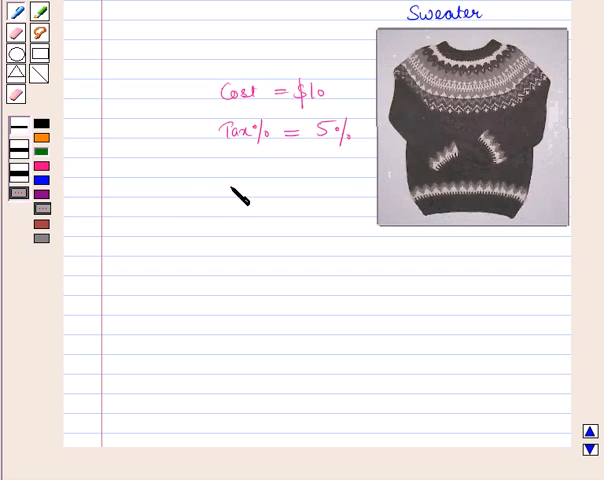 Sweater
Cost = $10
Tax% = 5%